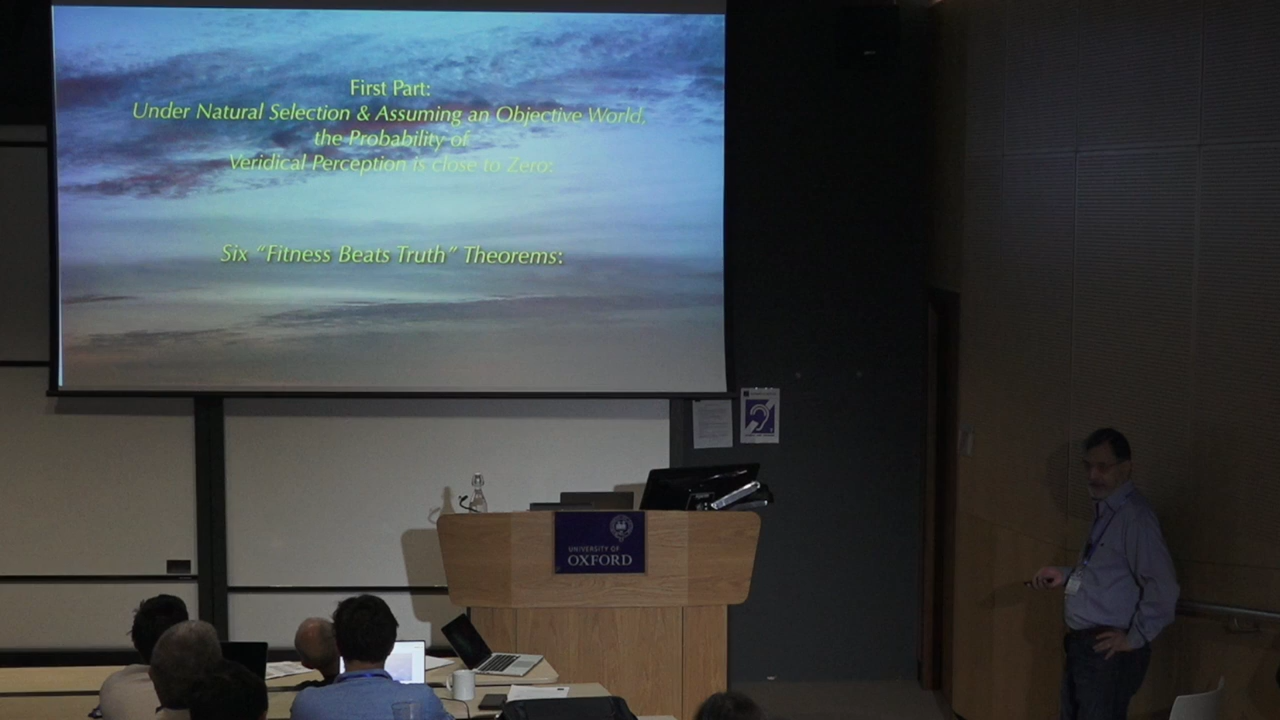 First Part:
Under Natural Selection & Assuming an Objective World,
the Probability of
Veridical Perception is close to Zero:
Six “Fitness Beats Truth” Theorems:
UNIVERSITY OF
OXFORD